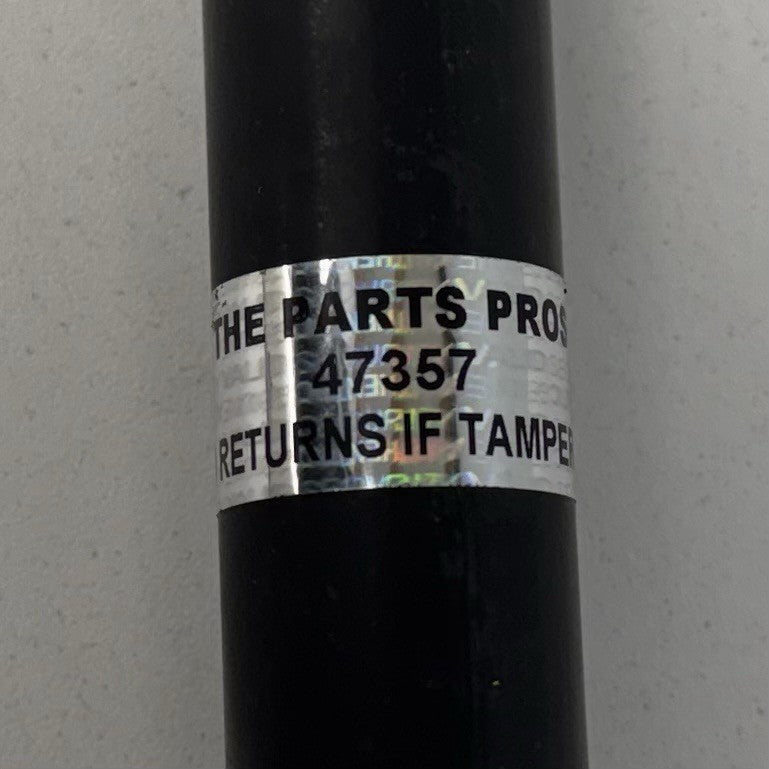 THE PARTS PROS
47357
RETURNS IF TAMPER